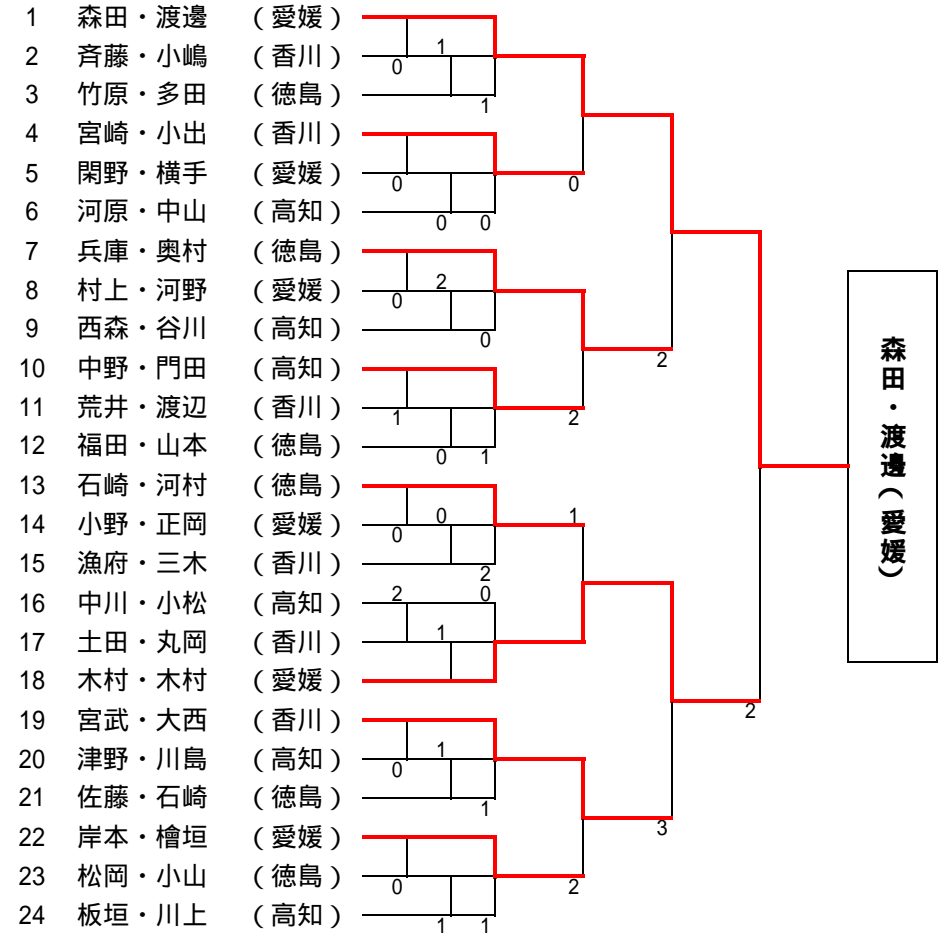 1 森田・渡邊 (愛媛)
1
2 斉藤・小嶋 (香川)
0
3 竹原・多田 (徳島)
1
4 宮崎・小出 (香川)
5 閑野・横手 (愛媛)
0 0
6 河原・中山 (高知)
0 0
7 兵庫・奥村 (徳島)
2
8 村上・河野 (愛媛)
0
9 西森・谷川 (高知)
0
2
10 中野・門田 (高知)
11 荒井・渡辺 (香川)
1 2
12 福田・山本 (徳島)
0 1
13 石崎・河村 (徳島)
0 1
14 小野・正岡 (愛媛)
0
15 漁府・三木 (香川)
2
16 中川・小松 (高知)
2 0
17 土田・丸岡 (香川)
1
18 木村・木村 (愛媛)
2
19 宮武・大西 (香川)
1
20 津野・川島 (高知)
0
21 佐藤・石崎 (徳島)
1
3
22 岸本・檜垣 (愛媛)
23 松岡・小山 (徳島)
0 2
24 板垣・川上 (高知)
1 1
森田・渡邊(愛媛)